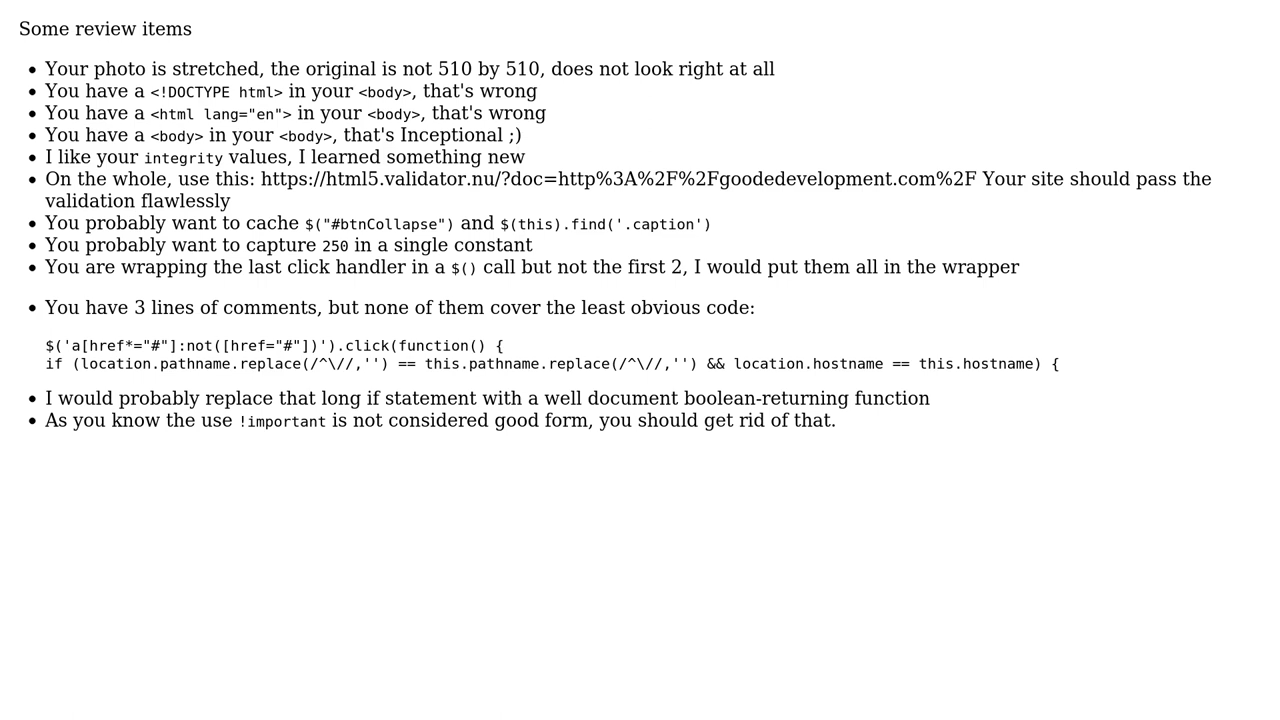 Some review items
• Your photo is stretched, the original is not 510 by 510, does not look right at all
• You have a <!DOCTYPE html> in your <body>, that's wrong
• You have a <html lang="en"> in your <body>, that's wrong
• You have a <body> in your <body>, that's Inceptional ;)
• I like your integrity values, I learned something new
• On the whole, use this: https://html5.validator.nu/?doc=http%3A%2F%2Fgoodedevelopment.com%2F Your site should pass the
validation flawlessly
• You probably want to cache $("#btnCollapse") and $(this).find('.caption')
• You probably want to capture 250 in a single constant
• You are wrapping the last click handler in a $() call but not the first 2, I would put them all in the wrapper
• You have 3 lines of comments, but none of them cover the least obvious code:
$('a[href*="#"]:not([href="#"])').click(function() {
if (location.pathname.replace(/^\//,'') == this.pathname.replace(/^\//,'') && location.hostname == this.hostname) {
• I would probably replace that long if statement with a well document boolean-returning function
• As you know the use !important is not considered good form, you should get rid of that.